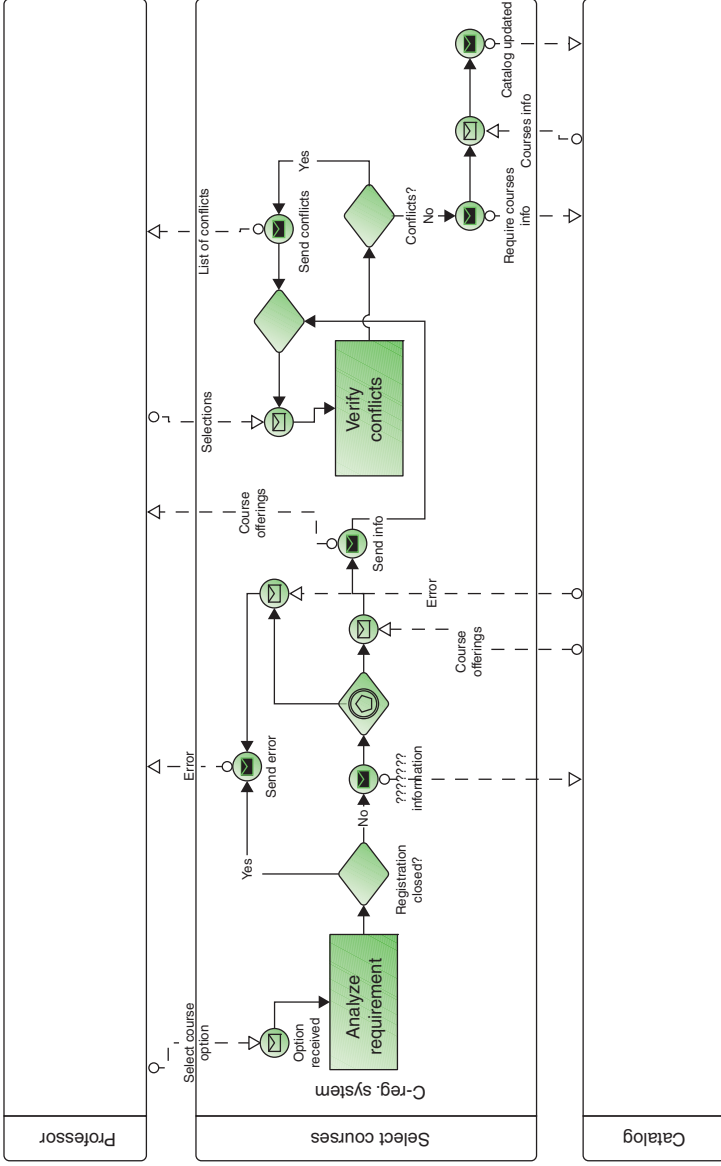 Professor
Select courses
C-reg. system
Catalog
Select course
option
Option
received
Analyze
requirement
Registration
closed?
Yes
No
Error
Send error
???????
information
Course
offerings
Error
Send info
Course
offerings
Selections
Verify
conflicts
List of conflicts
Send conflicts
Yes
Conflicts?
No
Require courses
info
Courses info
Catalog updated